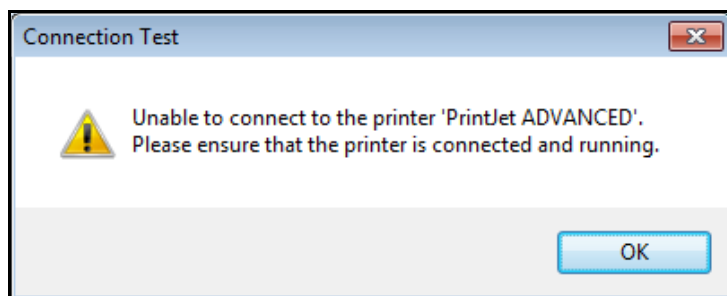 Connection Test
Unable to connect to the printer 'PrintJet ADVANCED'.
Please ensure that the printer is connected and running.
OK